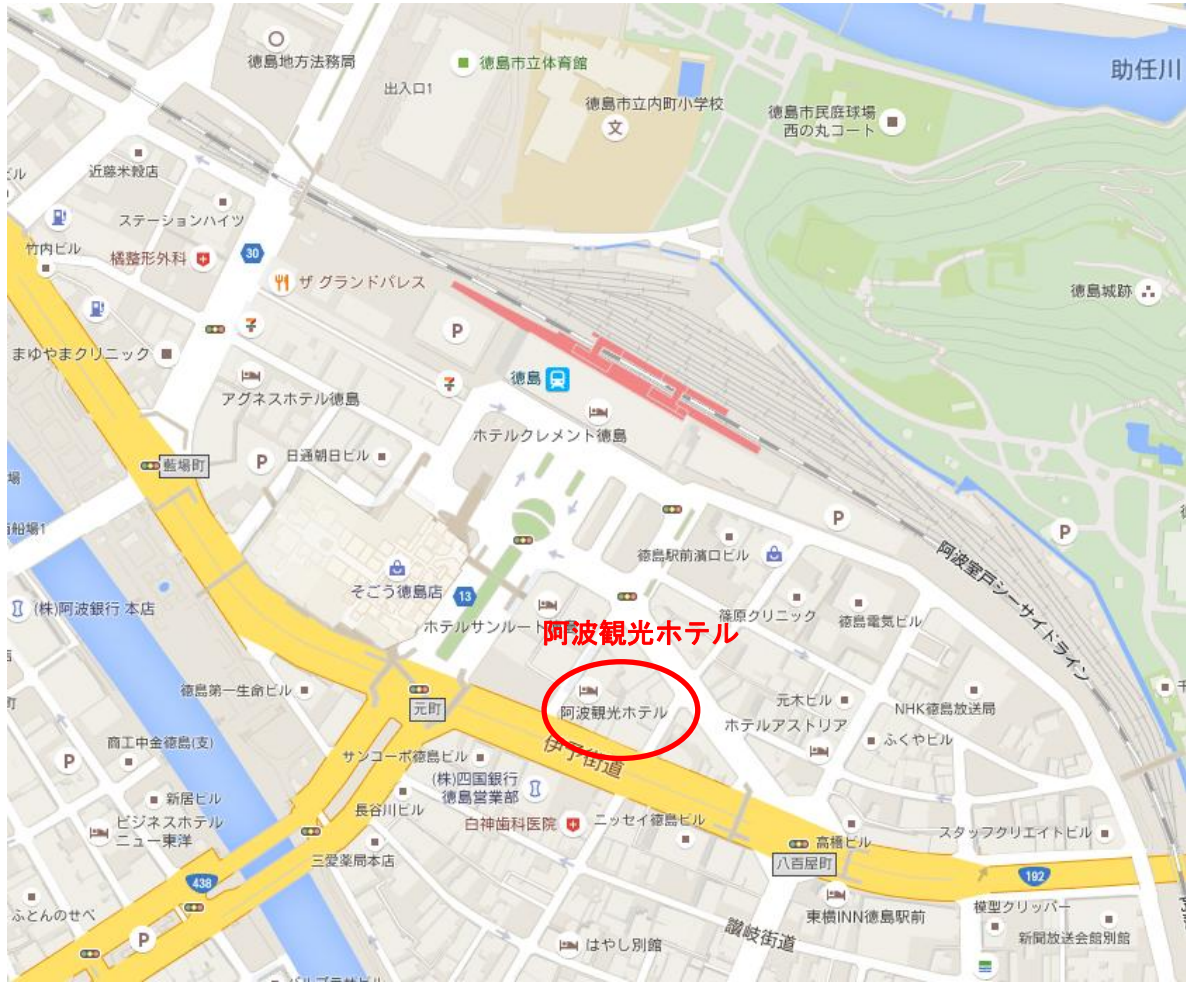 徳島地方法務局
徳島市立体育館
出入口1
助任川
徳島市立内町小学校
文
徳島市民庭球場
西の丸コート
近藤米穀店
ビル
ステーションハイツ
竹内ビル
橘整形外科
30
ザ グランドパレス
徳島城跡
P
まゆやまクリニック
徳島
アグネスホテル徳島
ホテルクレメント徳島
日通朝日ビル
P
藍場町
P
P
徳島駅前濱口ビル
阿波室戸シーサイドライン
そごう徳島店
13
(株)阿波銀行 本店
ホテルサンルート徳島
篠原クリニック
徳島電気ビル
阿波観光ホテル
徳島第一生命ビル
元町
阿波観光ホテル
元木ビル
NHK徳島放送局
ホテルアストリア
商工中金徳島(支)
P
サンコーポ徳島ビル
伊予街道
ふくやビル
(株)四国銀行
徳島営業部
新居ビル
長谷川ビル
ビジネスホテル
ニュー東洋
白神歯科医院
ニッセイ徳島ビル
スタッフクリエイトビル
高橋ビル
三愛薬局本店
八百屋町
438
192
ふとんのせべ
東横INN徳島駅前
模型クリッパー
P
讃岐街道
はやし別館
新聞放送会館別館